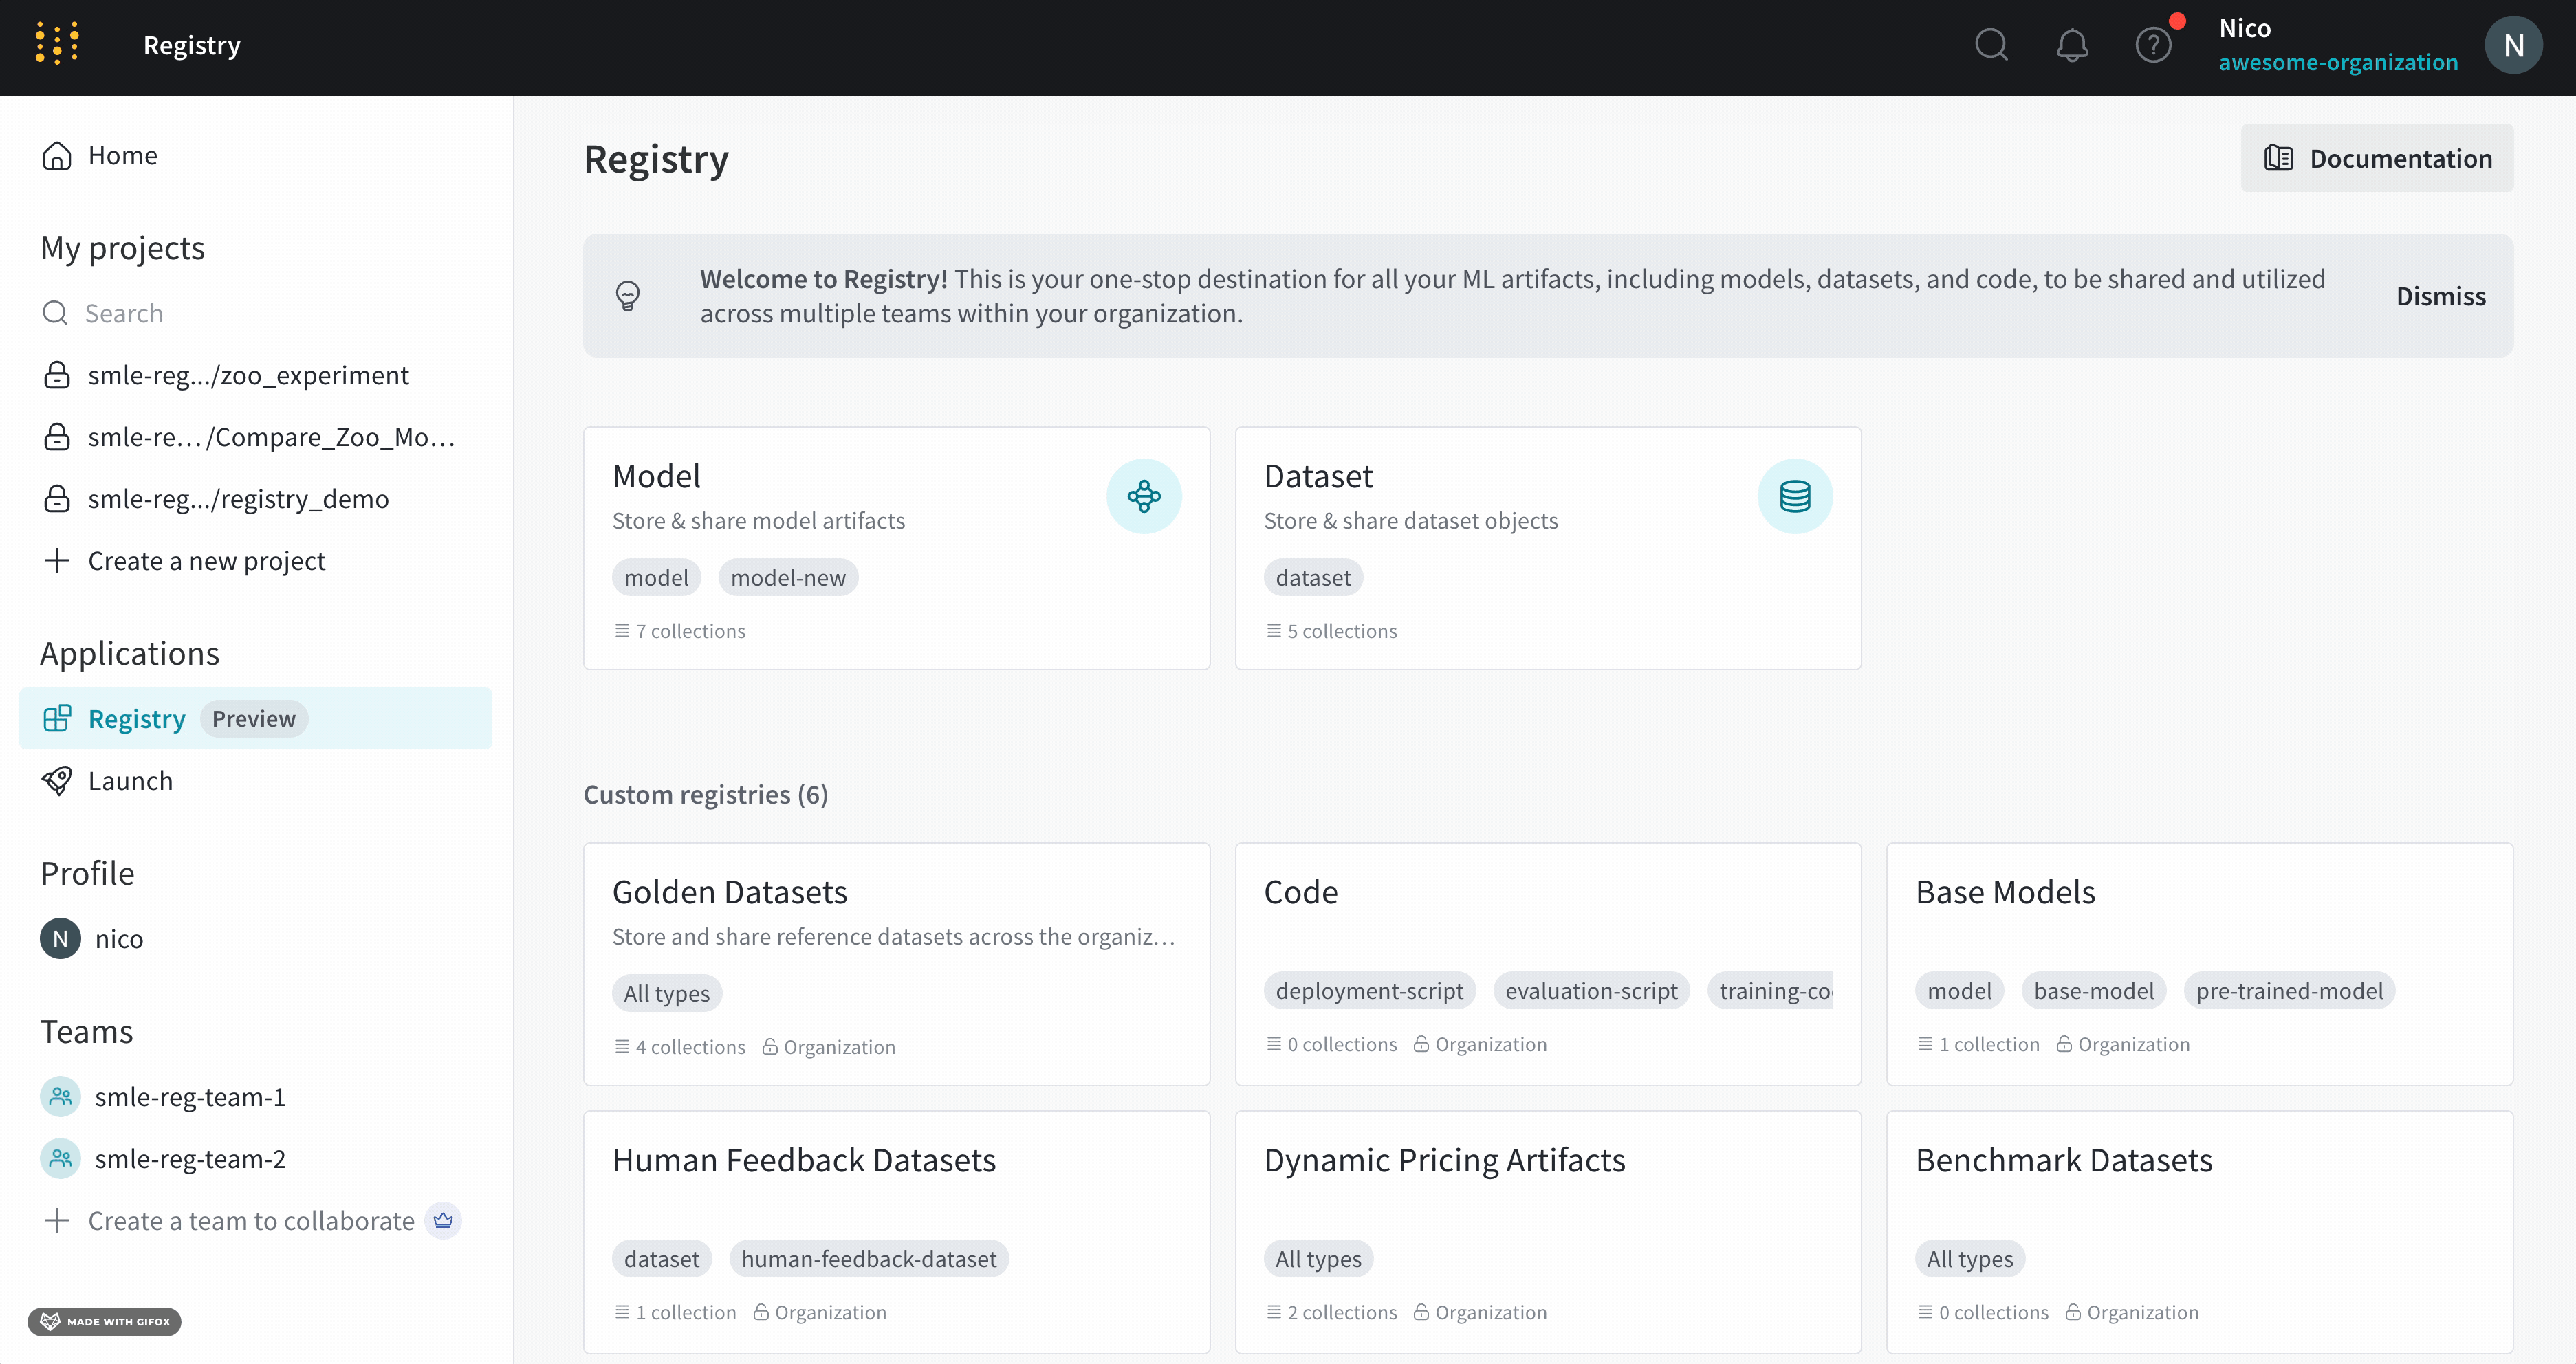 Registry
Nico
awesome-organization
N
Home
My projects
Search
smle-reg.../zoo_experiment
smle-re... /Compare_Zoo_Mo...
smle-reg.../registry_demo
Create a new project
Applications
Registry Preview
Launch
Profile
N nico
Teams
smle-reg-team-1
smle-reg-team-2
Create a team to collaborate
MADE WITH GIFOX
Registry
Documentation
Welcome to Registry! This is your one-stop destination for all your ML artifacts, including models, datasets, and code, to be shared and utilized
across multiple teams within your organization.
Dismiss
Model
Store & share model artifacts
model model-new
7 collections
Dataset
Store & share dataset objects
dataset
5 collections
Custom registries (6)
Golden Datasets
Store and share reference datasets across the organiz...
All types
4 collections Organization
Code
deployment-script evaluation-script training-co
0 collections Organization
Base Models
model base-model pre-trained-model
1 collection Organization
Human Feedback Datasets
dataset human-feedback-dataset
1 collection Organization
Dynamic Pricing Artifacts
All types
2 collections Organization
Benchmark Datasets
All types
0 collections Organization